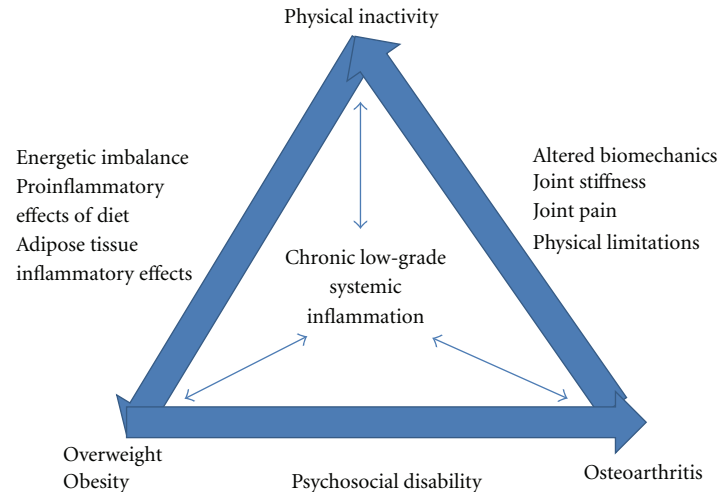 Physical inactivity
Energetic imbalance
Proinflammatory
effects of diet
Adipose tissue
inflammatory effects
Altered biomechanics
Joint stiffness
Joint pain
Physical limitations
Chronic low-grade
systemic
inflammation
Overweight
Obesity
Psychosocial disability
Osteoarthritis